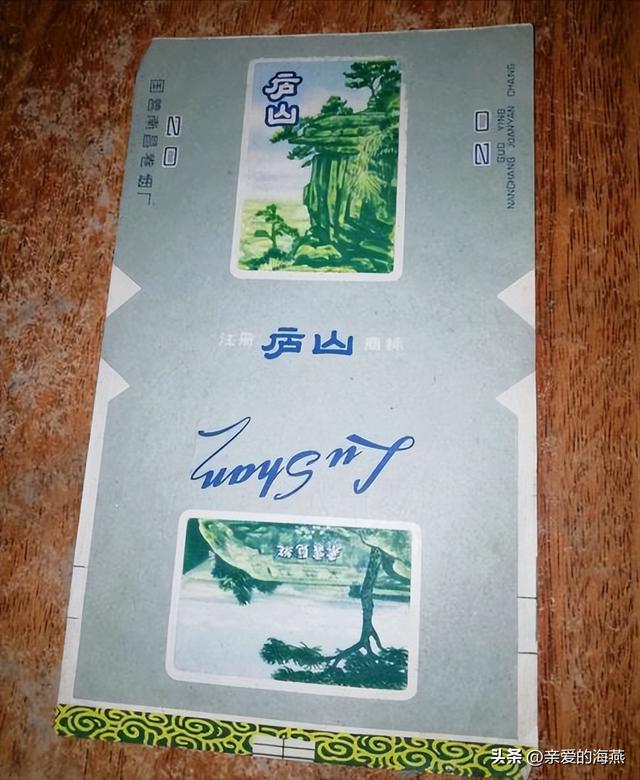 庐山
国营南昌卷烟厂
20
20
GUO YING
NANCHANG JUANYAN CHANG
注册 庐山 商标
Lu Shan
头条 @亲爱的海燕